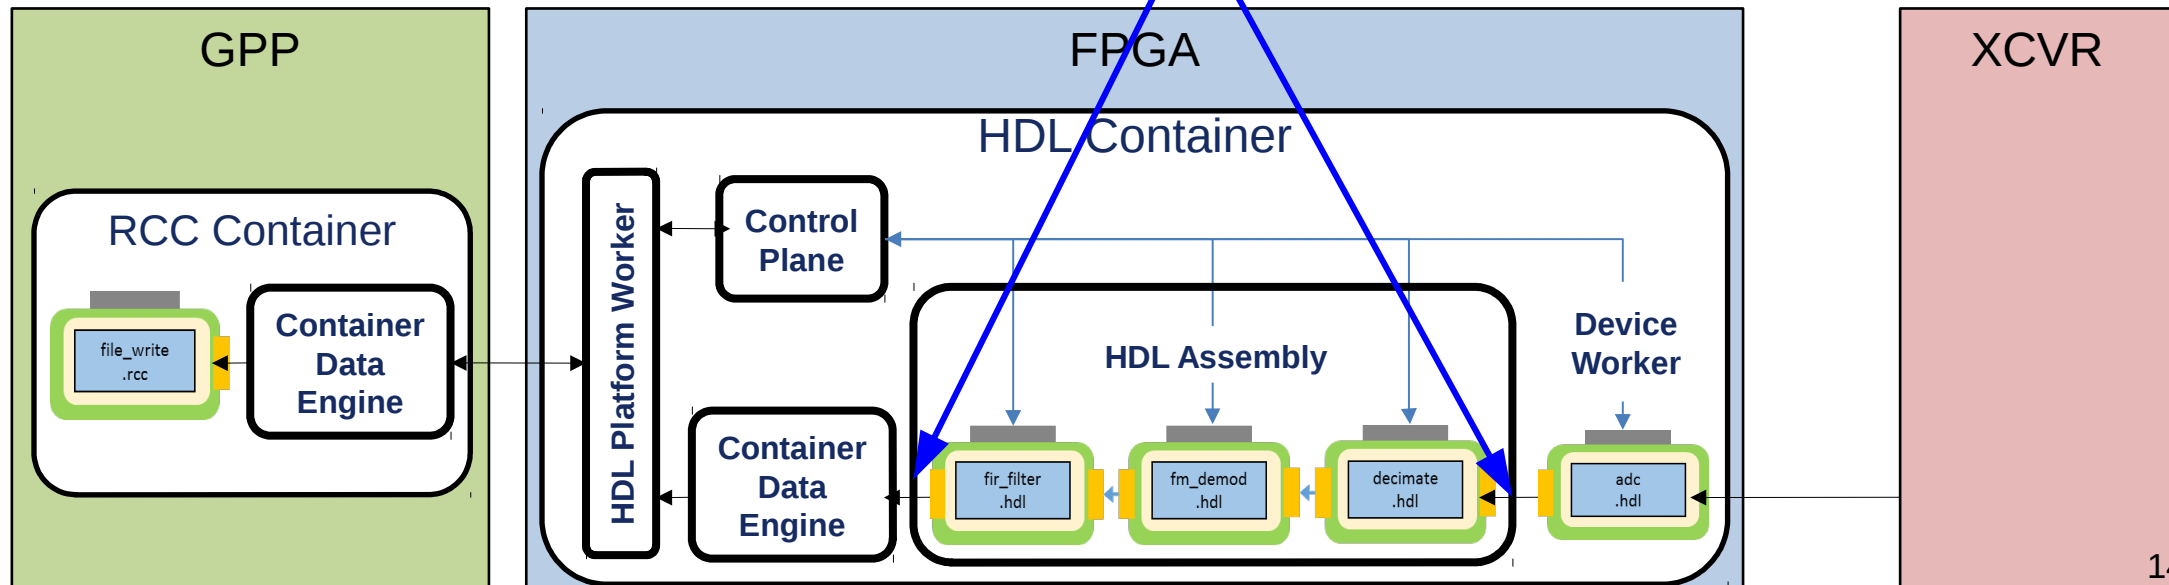 GPP
FPGA
XCVR
HDL Container
RCC Container
HDL Platform Worker
Control
Plane
Container
Data
Engine
file_write
.rcc
Device
Worker
HDL Assembly
Container
Data
Engine
fir_filter
.hdl
fm_demod
.hdl
decimate
.hdl
adc
.hdl